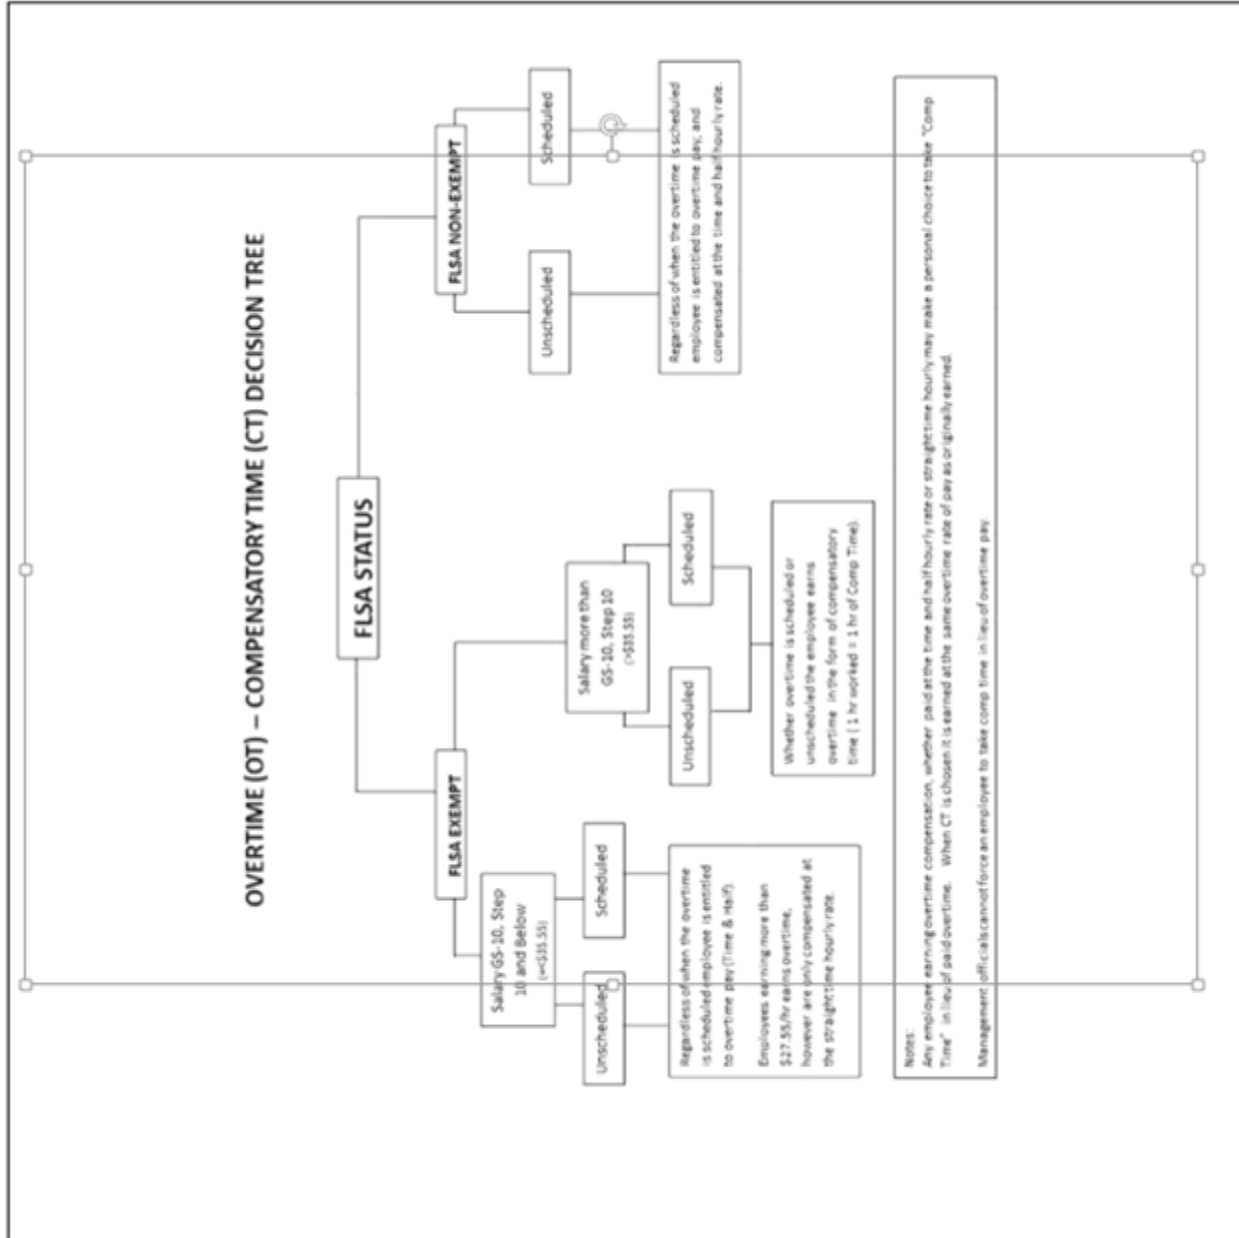 OVERTIME (OT) – COMPENSATORY TIME (CT) DECISION TREE
FLSA STATUS
FLSA EXEMPT
FLSA NON-EXEMPT
Salary GS-10, Step
10 and Below
(=<$35.55)
Salary more than
GS-10, Step 10
(>$35.55)
Unscheduled
Scheduled
Unscheduled
Scheduled
Unscheduled
Scheduled
Regardless of when the overtime
is scheduled employee is entitled
to overtime pay (Time & Half).
Employees earning more than
$27.55/hr earns overtime,
however are only compensated at
the straight time hourly rate.
Whether overtime is scheduled or
unscheduled the employee earns
overtime in the form of compensatory
time ( 1 hr worked = 1 hr of Comp Time).
Regardless of when the overtime is scheduled
employee is entitled to overtime pay, and
compensated at the time and half hourly rate.
Notes:
Any employee earning overtime compensation, whether paid at the time and half hourly rate or straight time hourly may make a personal choice to take "Comp
Time" in lieu of paid overtime. When CT is chosen it is earned at the same overtime rate of pay as originally earned.
Management officials cannot force an employee to take comp time in lieu of overtime pay.